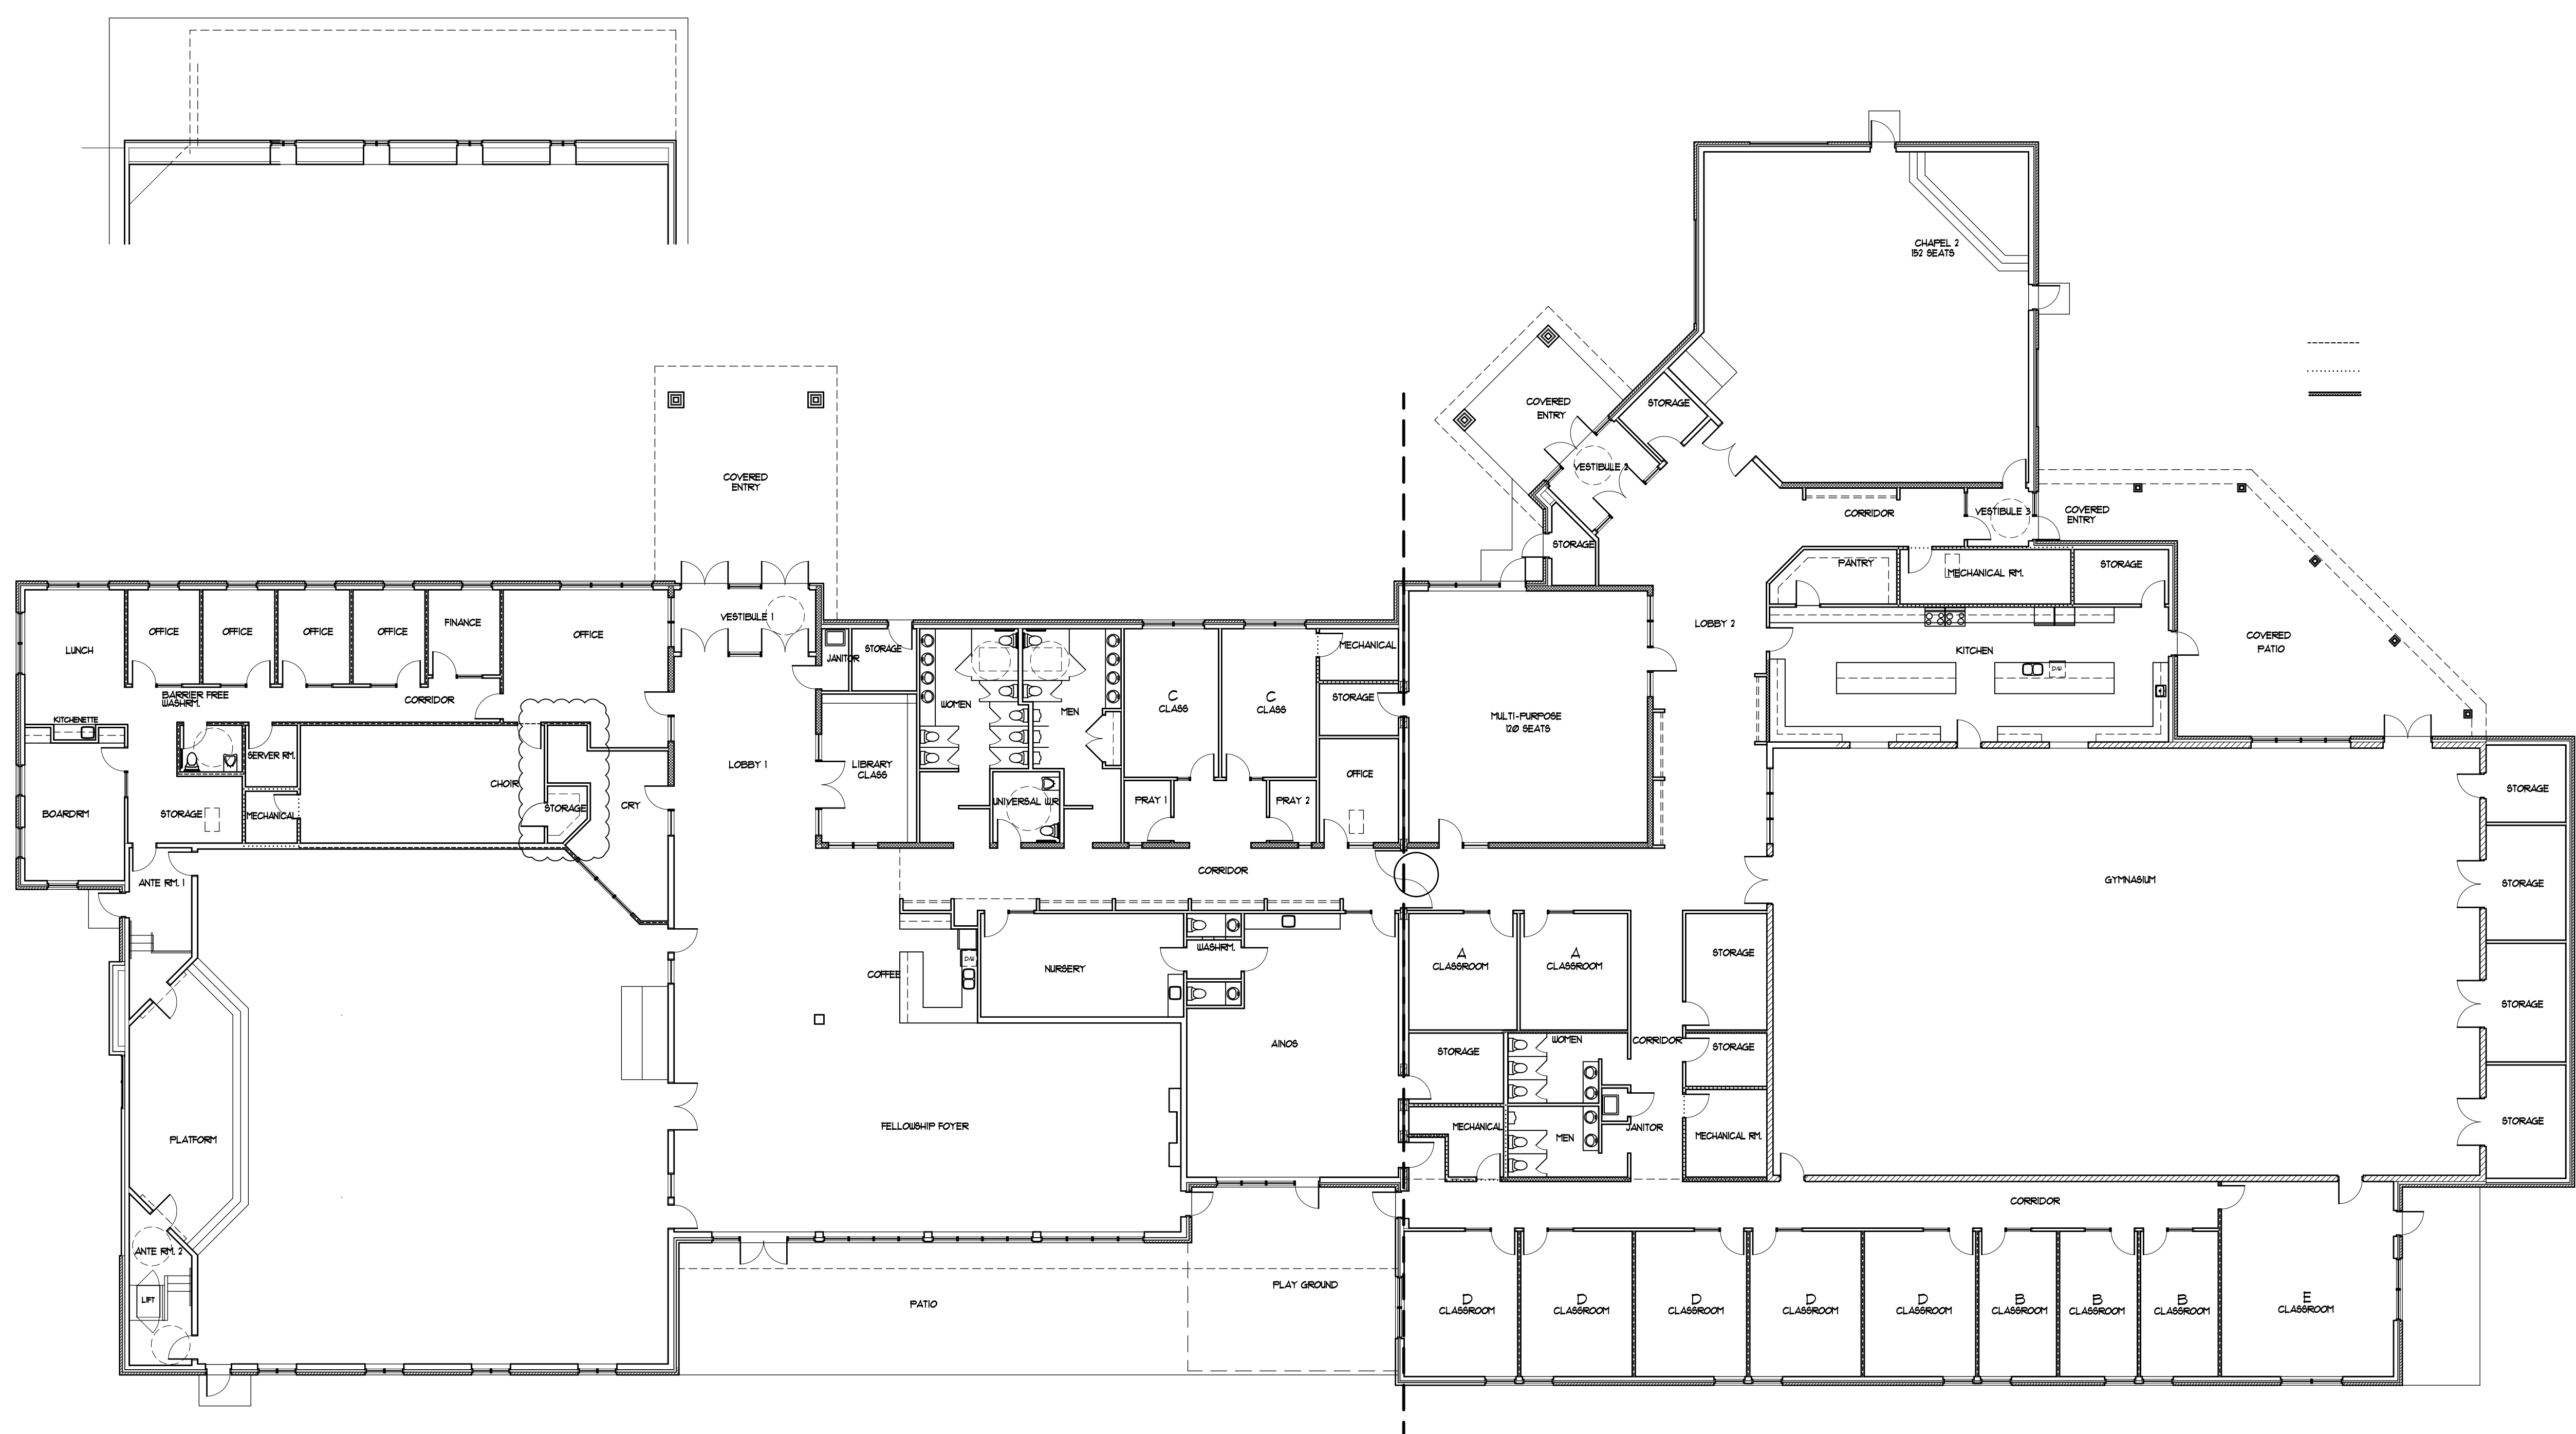 CHAPEL 2
152 SEATS
COVERED
ENTRY
STORAGE
VESTIBULE 2
STORAGE
CORRIDOR
VESTIBULE 3
COVERED
ENTRY
COVERED
ENTRY
PANTRY
MECHANICAL RM.
STORAGE
LOBBY 2
KITCHEN
D/W
COVERED
PATIO
LUNCH
OFFICE
OFFICE
OFFICE
OFFICE
FINANCE
OFFICE
VESTIBULE 1
JANITOR
STORAGE
BARRIER FREE
WASHRM.
CORRIDOR
KITCHENETTE
WOMEN
MEN
C
CLASS
C
CLASS
MECHANICAL
STORAGE
MULTI-PURPOSE
120 SEATS
SERVER RM.
CHOIR
LOBBY 1
LIBRARY
CLASS
OFFICE
BOARDRM
STORAGE
MECHANICAL
STORAGE
CRY
UNIVERSAL W.R.
PRAY 1
PRAY 2
STORAGE
ANTE RM. 1
CORRIDOR
GYMNASIUM
STORAGE
COFFEE
D/W
NURSERY
WASHRM.
A
CLASSROOM
A
CLASSROOM
STORAGE
STORAGE
AINOS
STORAGE
WOMEN
CORRIDOR
STORAGE
PLATFORM
FELLOWSHIP FOYER
MECHANICAL
MEN
JANITOR
MECHANICAL RM.
STORAGE
CORRIDOR
ANTE RM. 2
LIFT
PATIO
PLAY GROUND
D
CLASSROOM
D
CLASSROOM
D
CLASSROOM
D
CLASSROOM
D
CLASSROOM
B
CLASSROOM
B
CLASSROOM
B
CLASSROOM
E
CLASSROOM